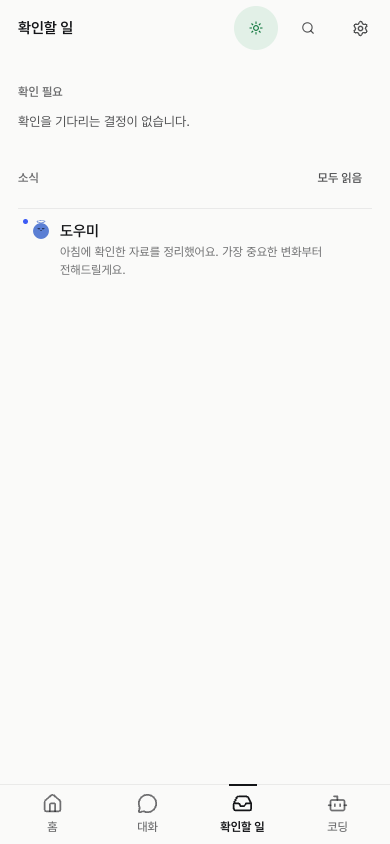 확인할 일
확인 필요
확인을 기다리는 결정이 없습니다.
소식
모두 읽음
도우미
아침에 확인한 자료를 정리했어요. 가장 중요한 변화부터
전해드릴게요.
홈
대화
확인할 일
코딩